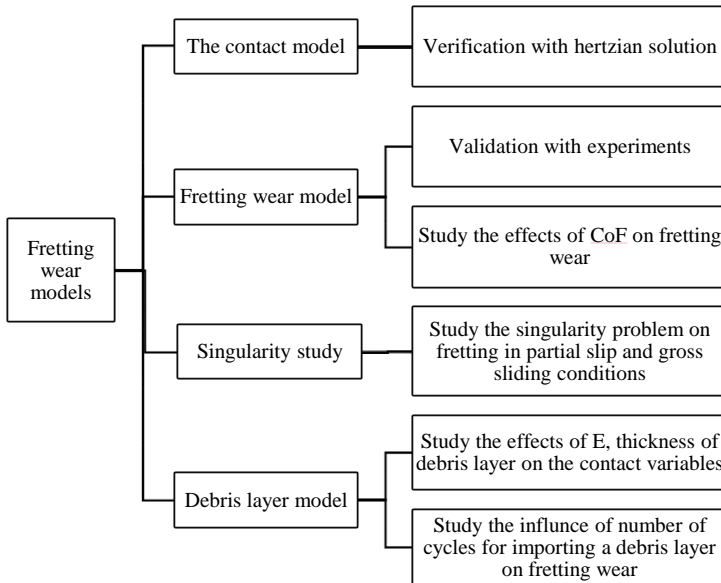 Fretting
wear
models
The contact model
Verification with hertzian solution
Fretting wear model
Validation with experiments
Study the effects of CoF on fretting
wear
Singularity study
Study the singularity problem on
fretting in partial slip and gross
sliding conditions
Debris layer model
Study the effects of E, thickness of
debris layer on the contact variables
Study the influnce of number of
cycles for importing a debris layer
on fretting wear